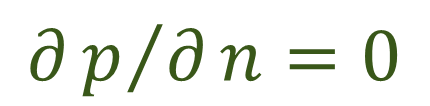 ∂ p/∂ n = 0